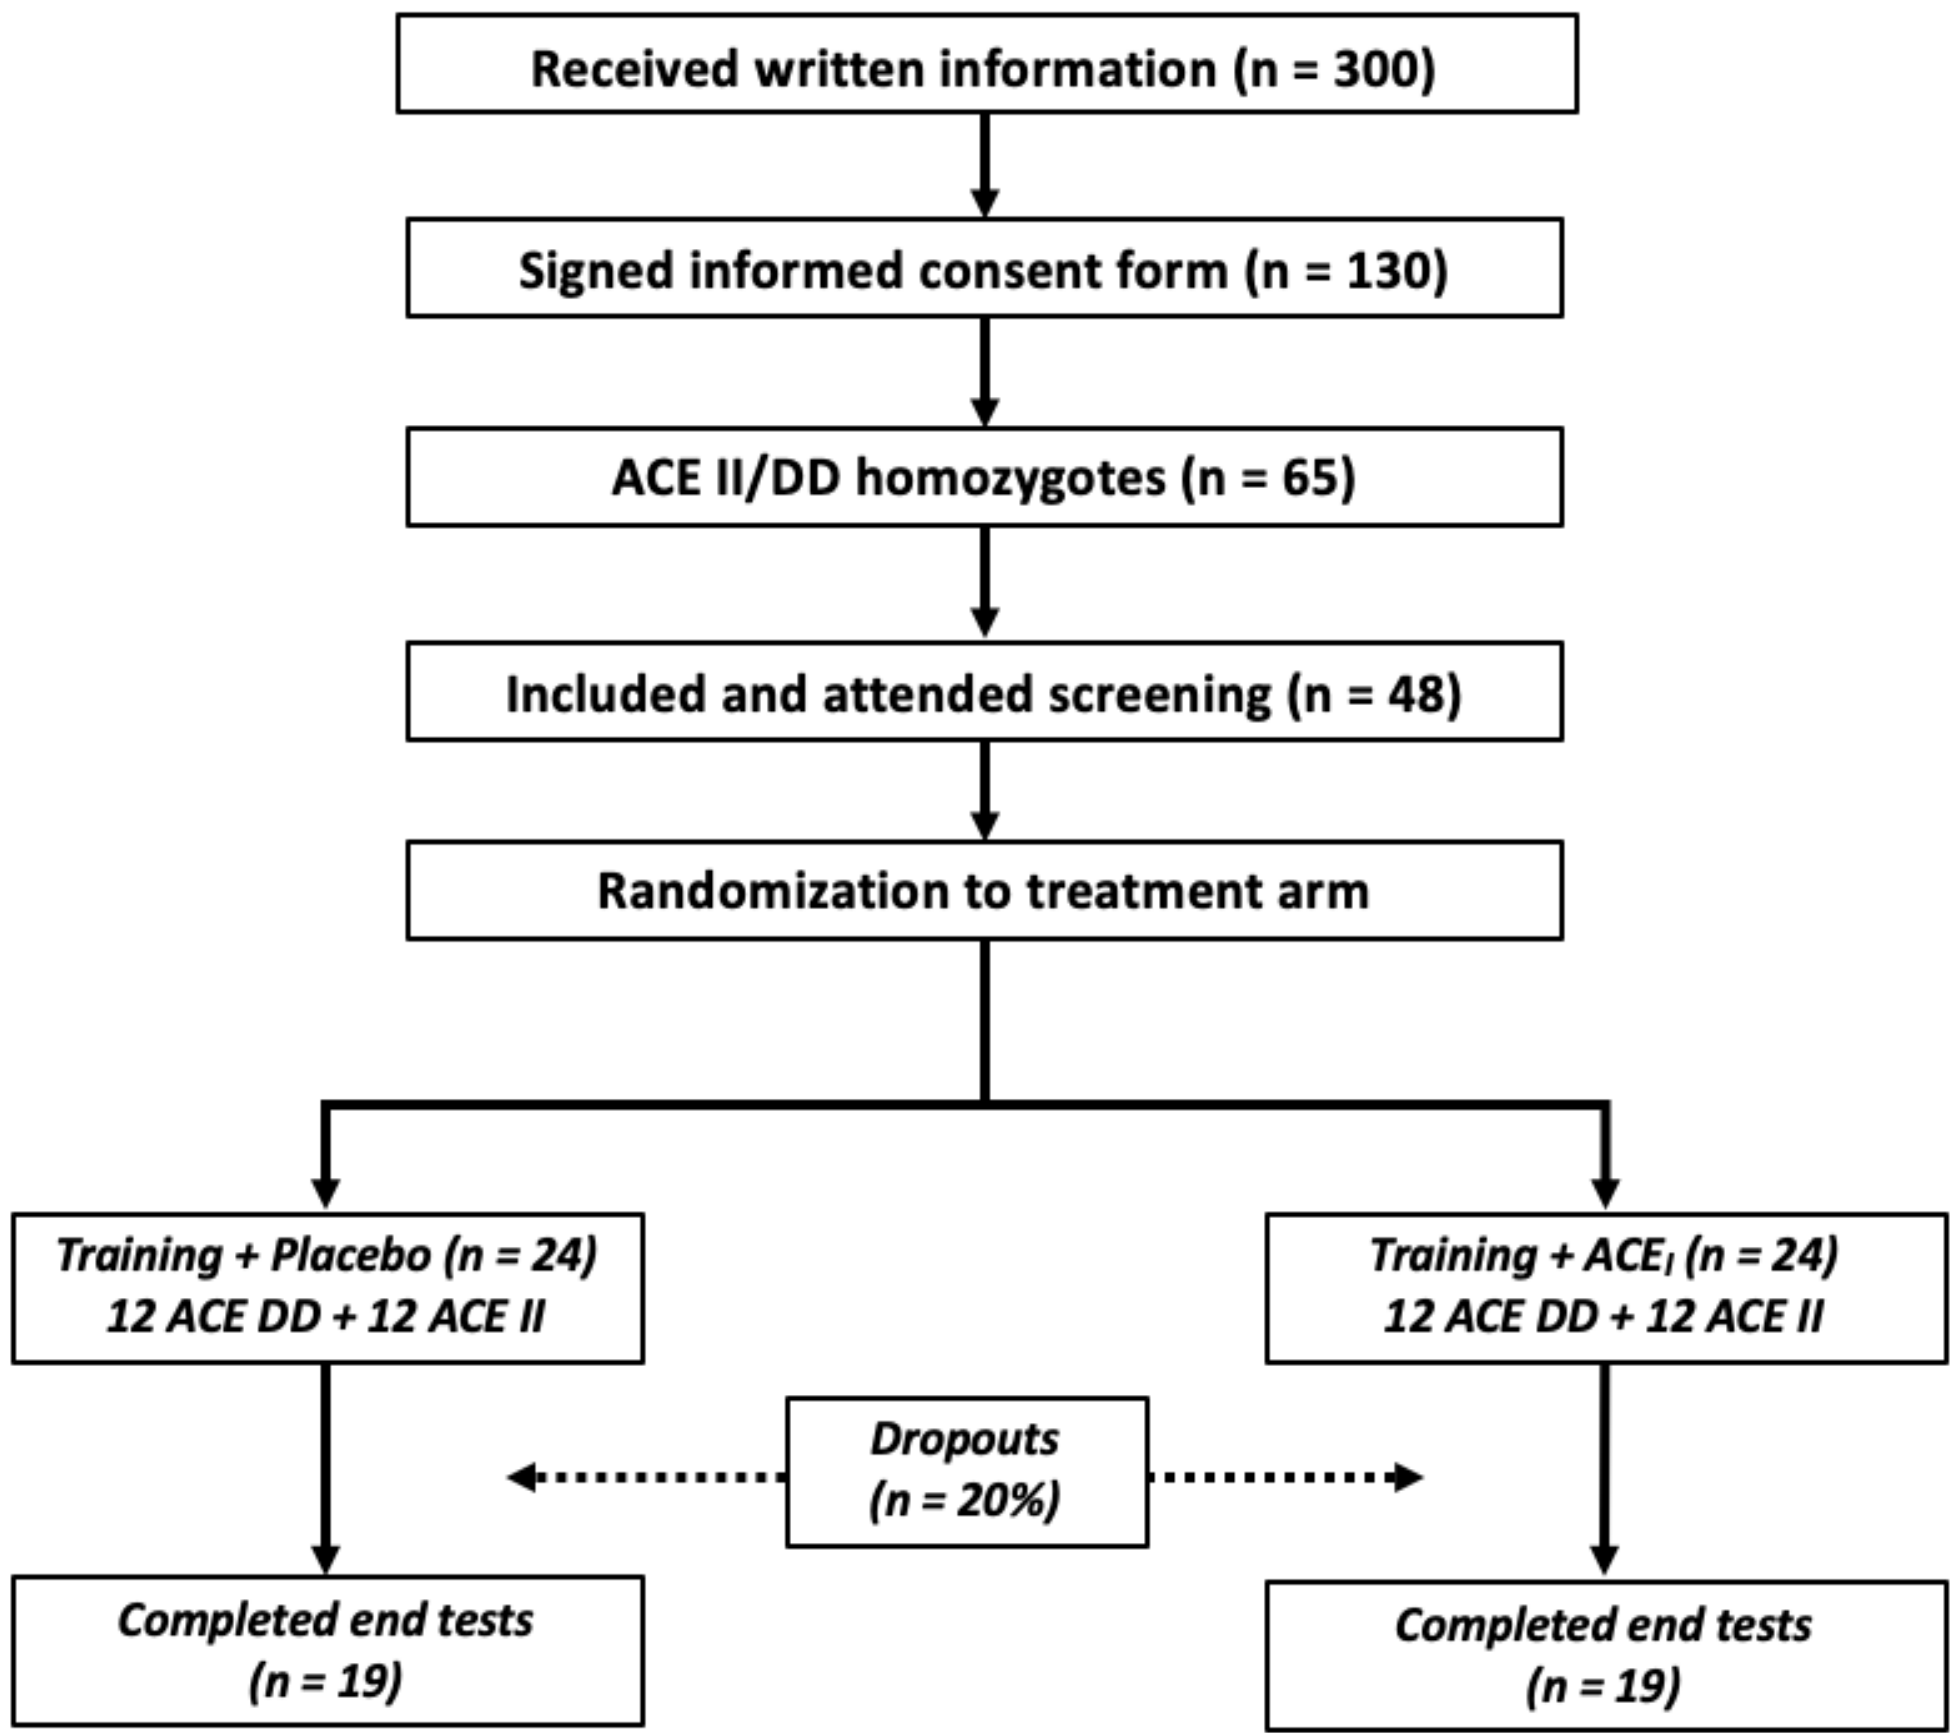 Received written information (n = 300)
Signed informed consent form (n = 130)
ACE II/DD homozygotes (n = 65)
Included and attended screening (n = 48)
Randomization to treatment arm
Training + Placebo (n = 24)
12 ACE DD + 12 ACE II
Training + ACEI (n = 24)
12 ACE DD + 12 ACE II
Dropouts
(n = 20%)
Completed end tests
(n = 19)
Completed end tests
(n = 19)